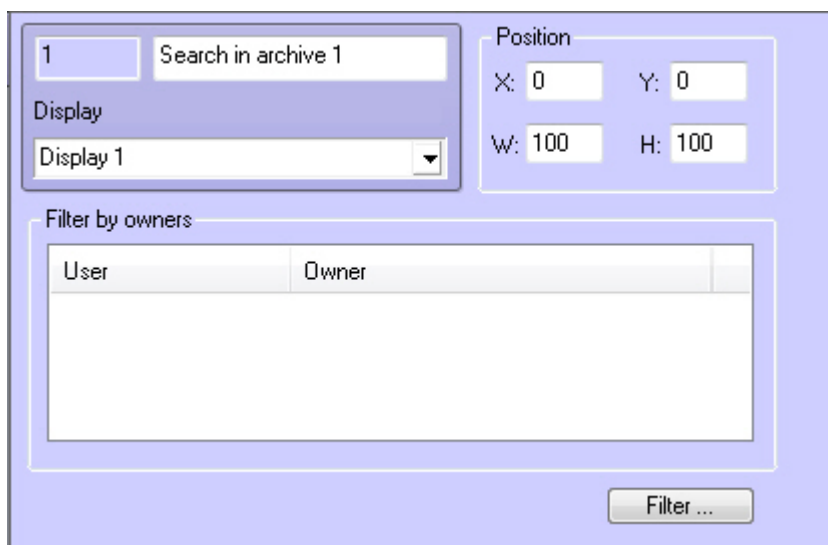 1
Search in archive 1
Display
Display 1
Position
X: 0 Y: 0
W: 100 H: 100
Filter by owners
User Owner
Filter ...